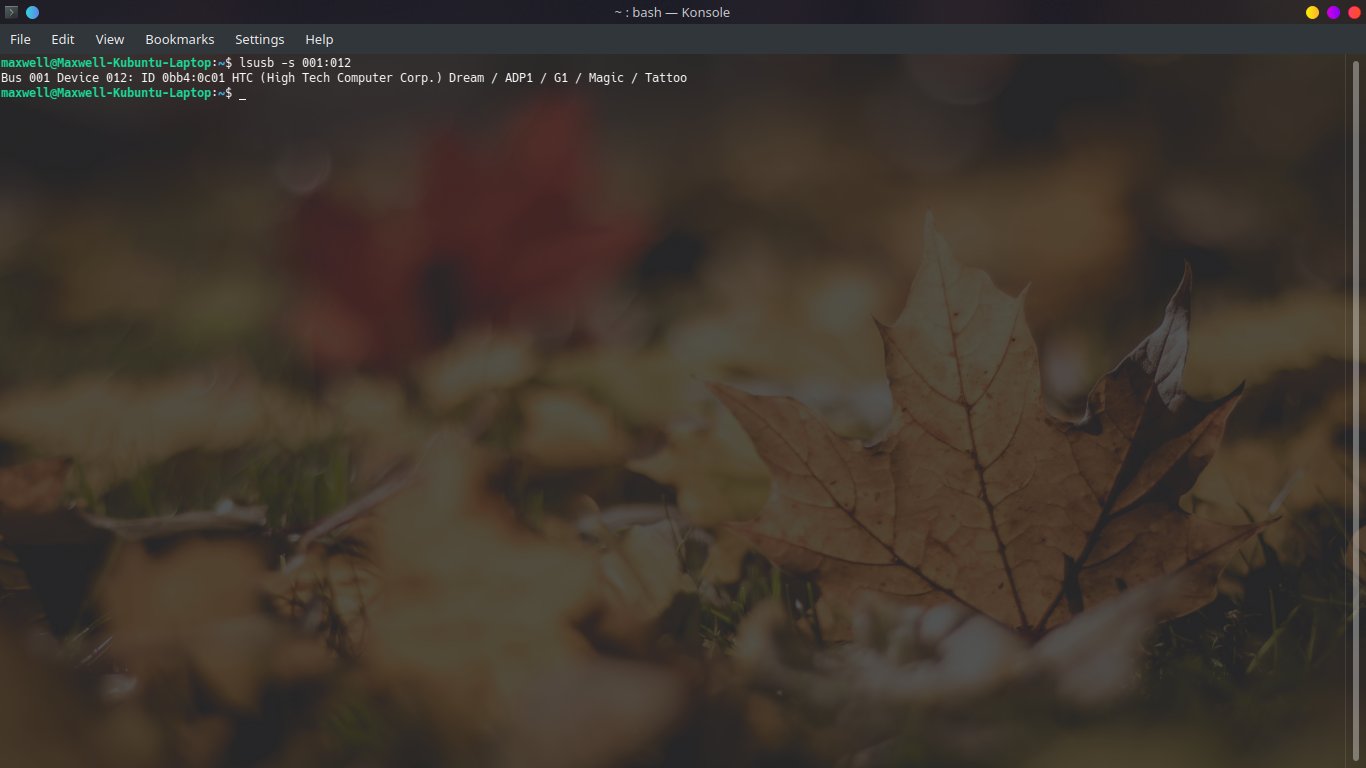 ~ : bash — Konsole
File Edit View Bookmarks Settings Help
maxwell@Maxwell-Kubuntu-Laptop:~$ lsusb -s 001:012
Bus 001 Device 012: ID 0bb4:0c01 HTC (High Tech Computer Corp.) Dream / ADP1 / G1 / Magic / Tattoo
maxwell@Maxwell-Kubuntu-Laptop:~$ _